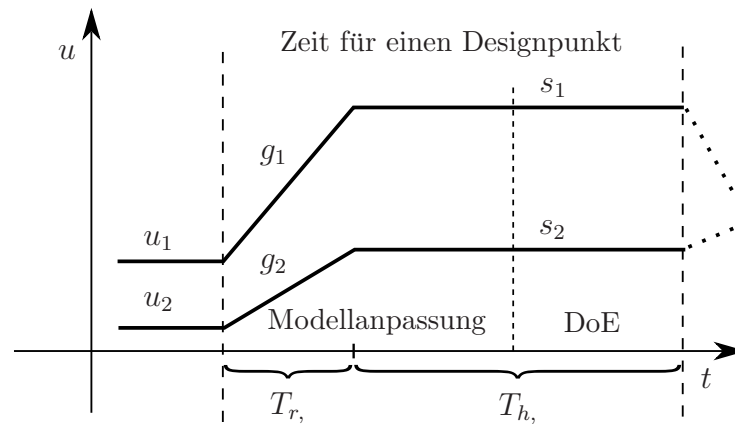 Zeit für einen Designpunkt
u
s₁
g₁
u₁
s₂
g₂
u₂
Modellanpassung
DoE
t
Tᵣ,
Tₕ,